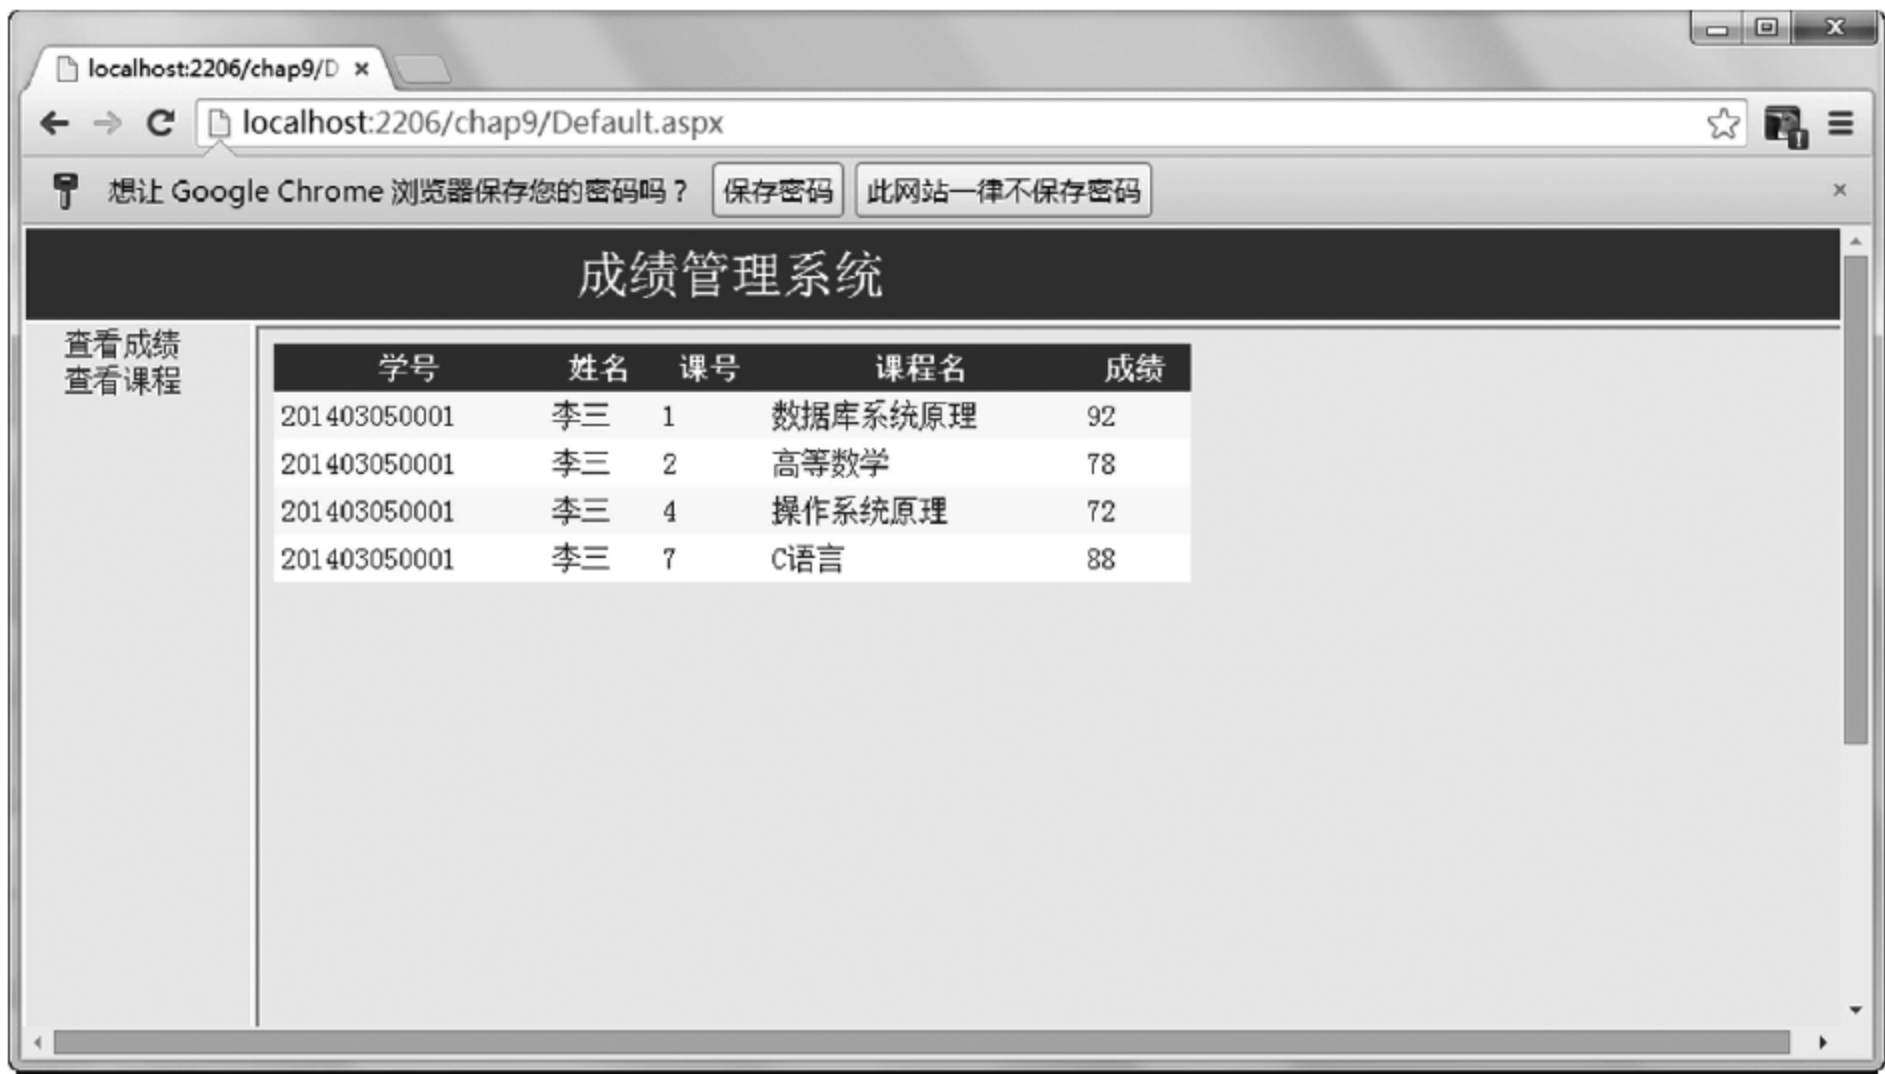 localhost:2206/chap9/D
localhost:2206/chap9/Default.aspx
想让 Google Chrome 浏览器保存您的密码吗？ 保存密码 此网站一律不保存密码
成绩管理系统
查看成绩
查看课程
学号 姓名 课号 课程名 成绩
201403050001 李三 1 数据库系统原理 92
201403050001 李三 2 高等数学 78
201403050001 李三 4 操作系统原理 72
201403050001 李三 7 C语言 88